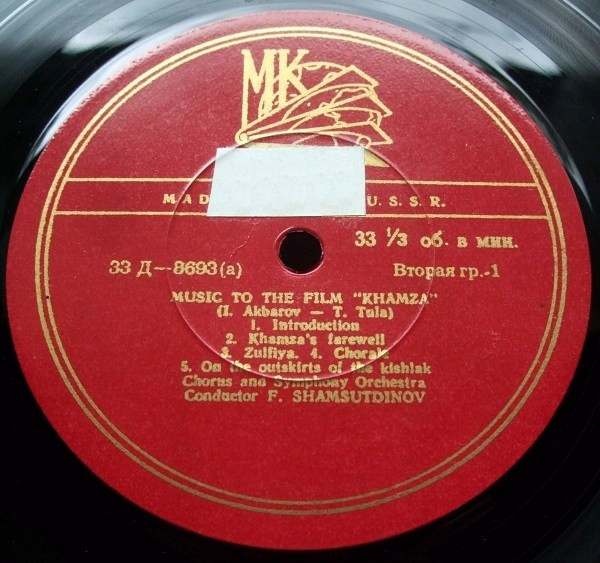 МК
MAD U.S.S.R.
33 ⅓ об. в мин.
33 Д—8693(а)
Вторая гр.-1
MUSIC TO THE FILM "KHAMZA"
(I. Akbarov — T. Tula)
1. Introduction
2. Khamza's farewell
3. Zulfiya. 4. Chorale
5. On the outskirts of the kishlak
Chorus and Symphony Orchestra
Conductor F. SHAMSUTDINOV